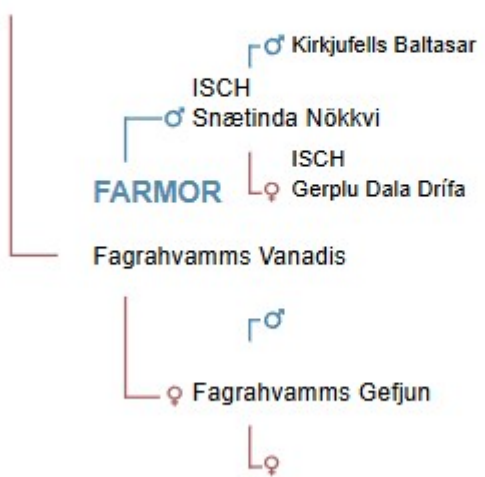 Kirkjufells Baltasar
ISCH
Snætinda Nökkvi
ISCH
Gerplu Dala Drífa
FARMOR
Fagrahvamms Vanadis
Fagrahvamms Gefjun